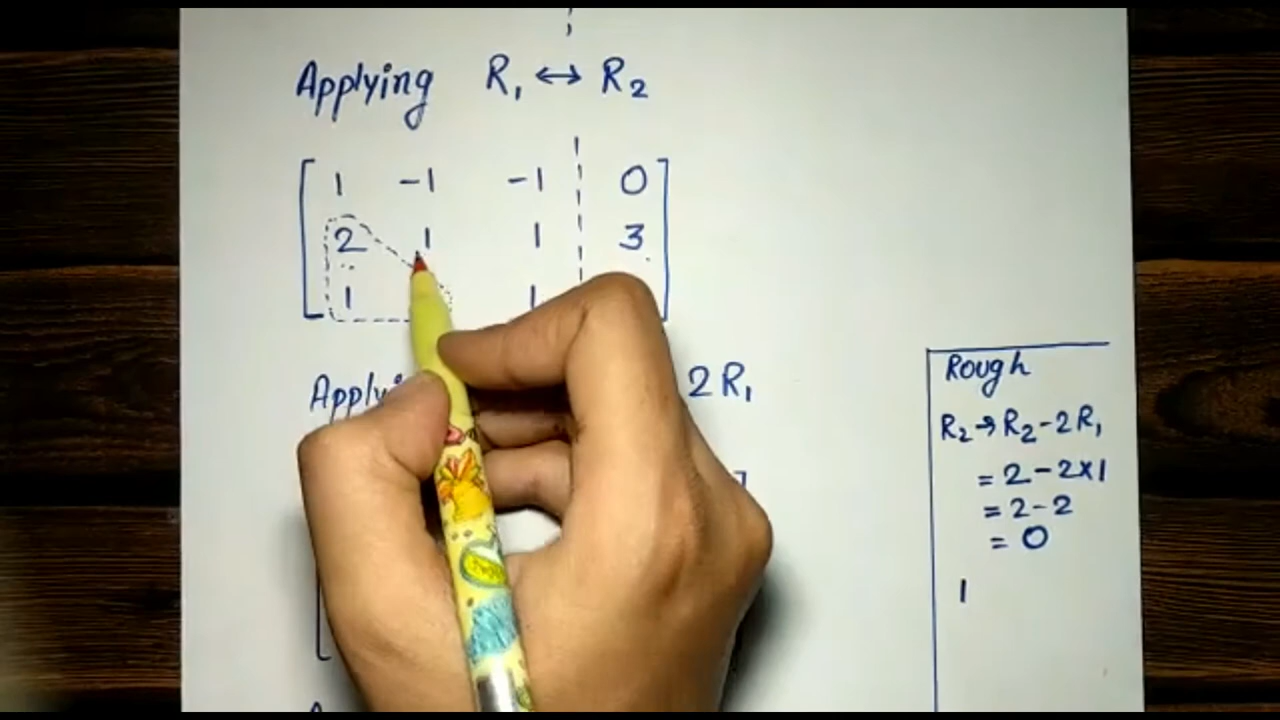 Applying R₁ ↔ R₂
1 -1 -1 0
2 1 1 3
1 1
2R₁
Rough
R₂ → R₂ - 2R₁
= 2 - 2×1
= 2 - 2
= 0
1